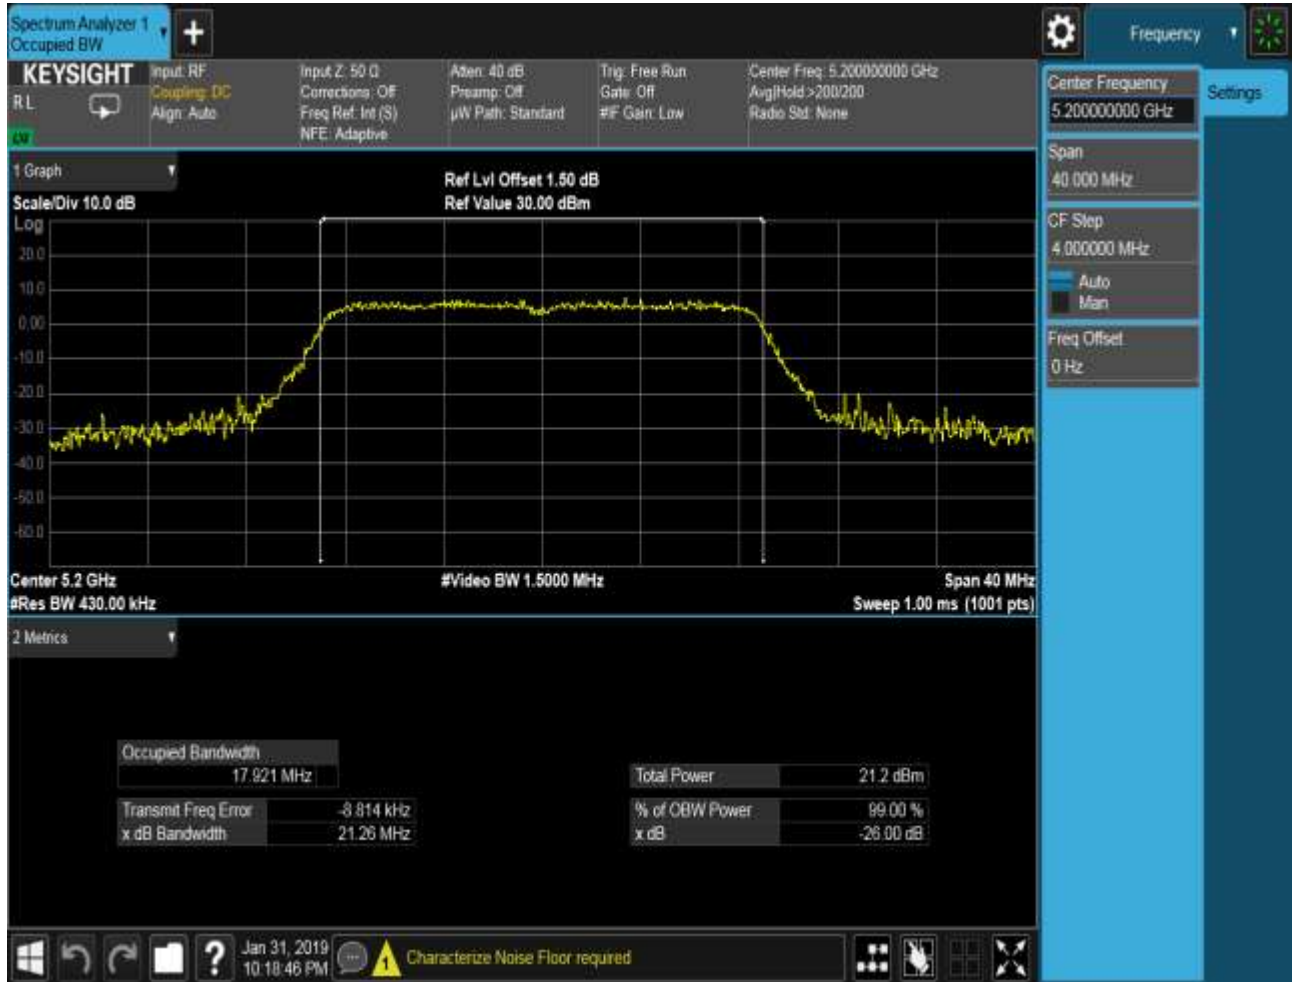 Spectrum Analyzer 1
Occupied BW
Frequency
KEYSIGHT
R L
Input: RF
Coupling: DC
Align: Auto
Input Z: 50 Ω
Corrections: Off
Freq Ref: Int (S)
NFE: Adaptive
Atten: 40 dB
Preamp: Off
µW Path: Standard
Trig: Free Run
Gate: Off
#IF Gain: Low
Center Freq: 5.200000000 GHz
Avg|Hold:>200/200
Radio Std: None
Center Frequency
5.200000000 GHz
Settings
Span
40.000 MHz
CF Step
4.000000 MHz
Auto
Man
Freq Offset
0 Hz
1 Graph
Scale/Div 10.0 dB
Ref Lvl Offset 1.50 dB
Ref Value 30.00 dBm
Log
20.0
10.0
0.00
-10.0
-20.0
-30.0
-40.0
-50.0
-60.0
Center 5.2 GHz
#Video BW 1.5000 MHz
Span 40 MHz
#Res BW 430.00 kHz
Sweep 1.00 ms (1001 pts)
2 Metrics
Occupied Bandwidth
17.921 MHz
Total Power 21.2 dBm
Transmit Freq Error -8.814 kHz
% of OBW Power 99.00 %
x dB Bandwidth 21.26 MHz
x dB -26.00 dB
?
Jan 31, 2019
10:18:46 PM
1
Characterize Noise Floor required